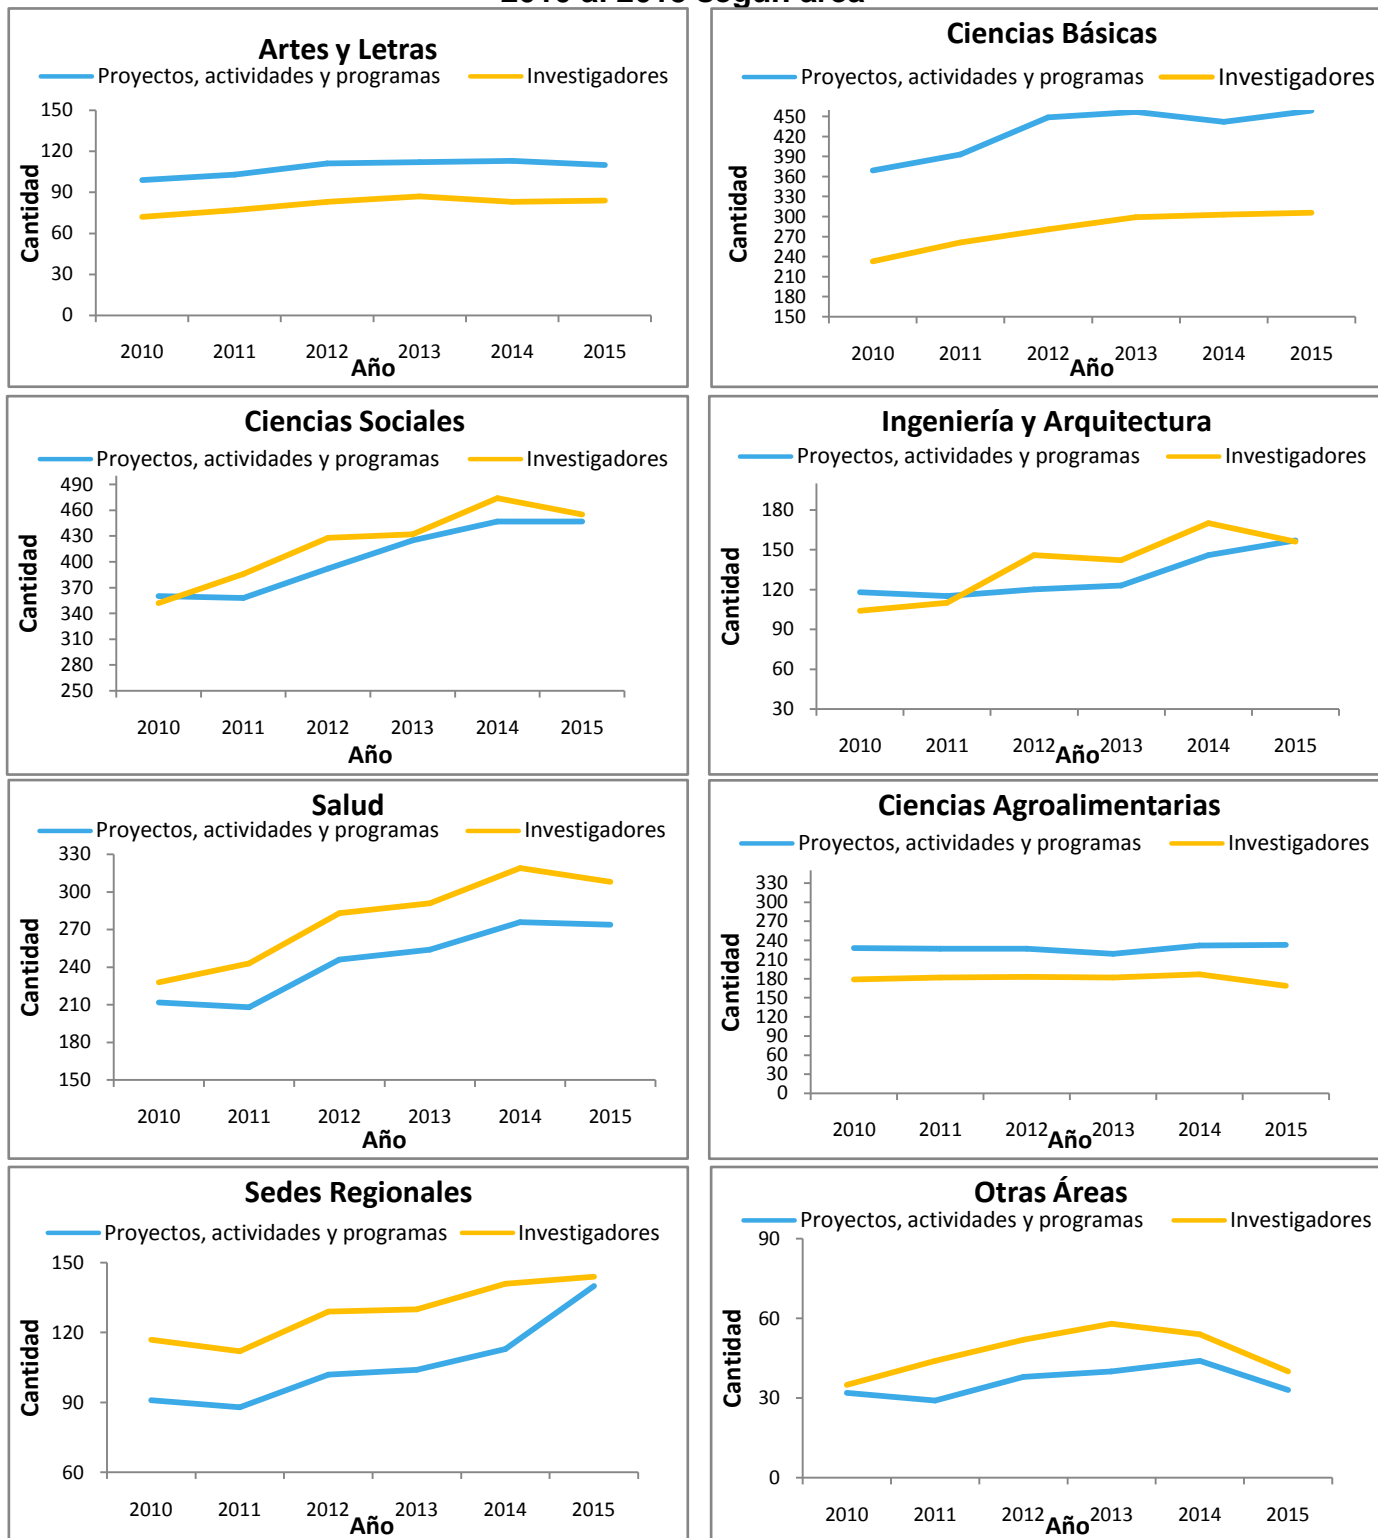 2010 al 2015 según área
Artes y Letras
Proyectos, actividades y programas Investigadores
150
120
90
60
30
0
Cantidad
2010 2011 2012 2013 2014 2015
Año
Ciencias Básicas
Proyectos, actividades y programas Investigadores
450
420
390
360
330
300
270
240
210
180
150
Cantidad
2010 2011 2012 2013 2014 2015
Año
Ciencias Sociales
Proyectos, actividades y programas Investigadores
490
460
430
400
370
340
310
280
250
Cantidad
2010 2011 2012 2013 2014 2015
Año
Ingeniería y Arquitectura
Proyectos, actividades y programas Investigadores
180
150
120
90
60
30
Cantidad
2010 2011 2012 2013 2014 2015
Año
Salud
Proyectos, actividades y programas Investigadores
330
300
270
240
210
180
150
Cantidad
2010 2011 2012 2013 2014 2015
Año
Ciencias Agroalimentarias
Proyectos, actividades y programas Investigadores
330
300
270
240
210
180
150
120
90
60
30
0
Cantidad
2010 2011 2012 2013 2014 2015
Año
Sedes Regionales
Proyectos, actividades y programas Investigadores
150
120
90
60
Cantidad
2010 2011 2012 2013 2014 2015
Año
Otras Áreas
Proyectos, actividades y programas Investigadores
90
60
30
0
Cantidad
2010 2011 2012 2013 2014 2015
Año